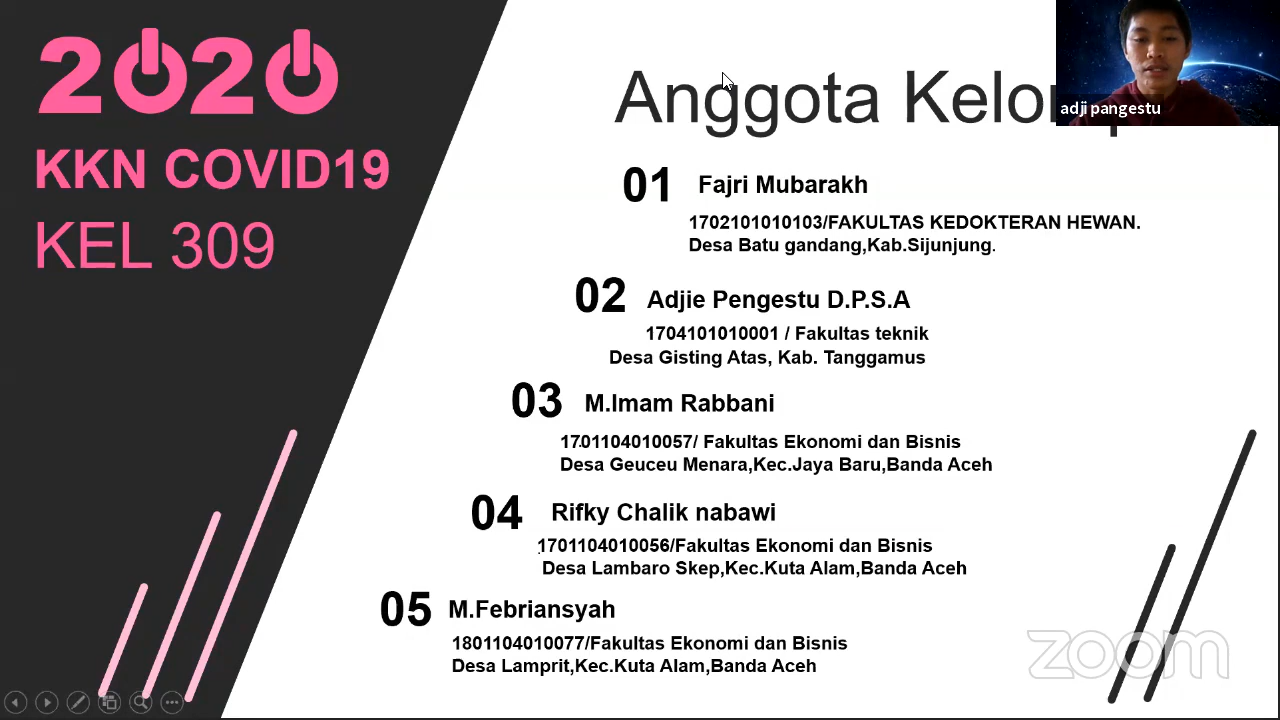 2020
KKN COVID19
KEL 309
Anggota
adji pangestu
01 Fajri Mubarakh
1702101010103/FAKULTAS KEDOKTERAN HEWAN.
Desa Batu gandang,Kab.Sijunjung.
02 Adjie Pengestu D.P.S.A
1704101010001 / Fakultas teknik
Desa Gisting Atas, Kab. Tanggamus
03 M.Imam Rabbani
1701104010057/ Fakultas Ekonomi dan Bisnis
Desa Geuceu Menara,Kec.Jaya Baru,Banda Aceh
04 Rifky Chalik nabawi
1701104010056/Fakultas Ekonomi dan Bisnis
Desa Lambaro Skep,Kec.Kuta Alam,Banda Aceh
05 M.Febriansyah
1801104010077/Fakultas Ekonomi dan Bisnis
Desa Lamprit,Kec.Kuta Alam,Banda Aceh
zoom